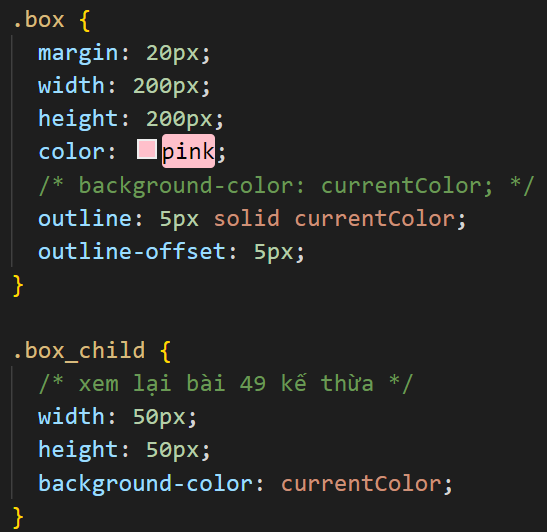 .box {
margin: 20px;
width: 200px;
height: 200px;
color: pink;
/* background-color: currentColor; */
outline: 5px solid currentColor;
outline-offset: 5px;
}
.box_child {
/* xem lại bài 49 kế thừa */
width: 50px;
height: 50px;
background-color: currentColor;
}